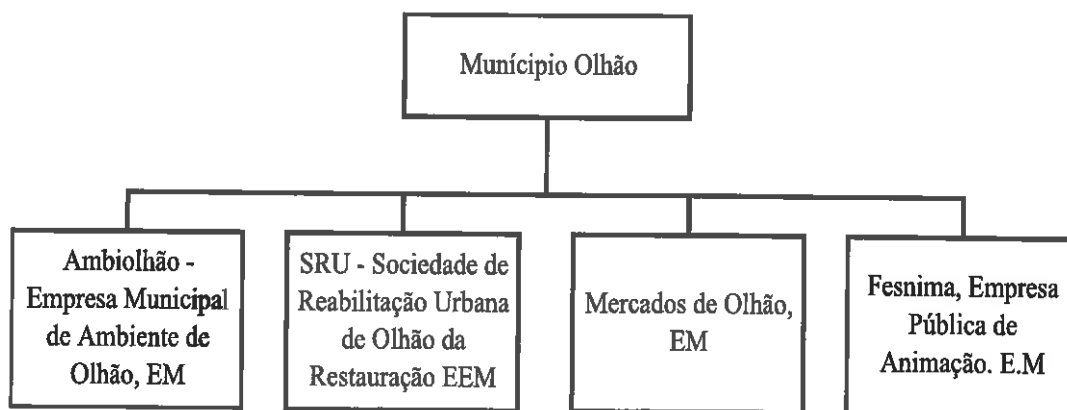 Munícipio Olhão
Ambiolhão -
Empresa Municipal
de Ambiente de
Olhão, EM
SRU - Sociedade de
Reabilitação Urbana
de Olhão da
Restauração EEM
Mercados de Olhão,
EM
Fesnima, Empresa
Pública de
Animação. E.M